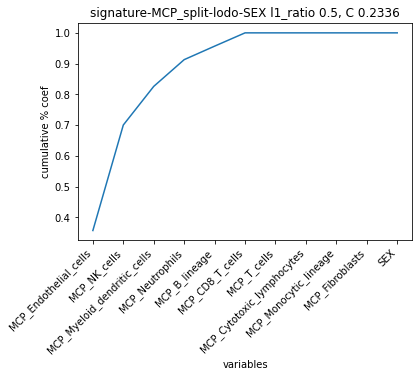 signature-MCP_split-lodo-SEX l1_ratio 0.5, C 0.2336
1.0
0.9
0.8
0.7
0.6
0.5
0.4
cumulative % coef
MCP_Endothelial_cells
MCP_NK_cells
MCP_Myeloid_dendritic_cells
MCP_Neutrophils
MCP_B_lineage
MCP_CD8_T_cells
MCP_T_cells
MCP_Cytotoxic_lymphocytes
MCP_Monocytic_lineage
MCP_Fibroblasts
SEX
variables